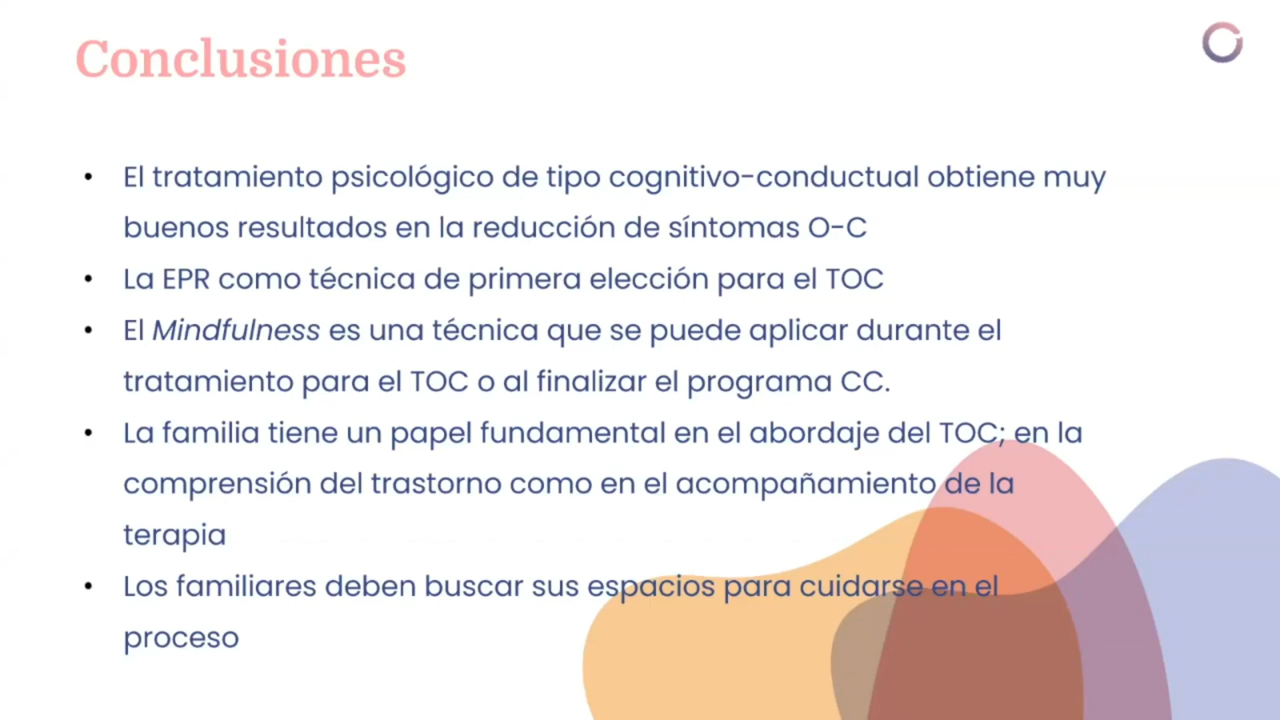 Conclusiones
• El tratamiento psicológico de tipo cognitivo-conductual obtiene muy
buenos resultados en la reducción de síntomas O-C
• La EPR como técnica de primera elección para el TOC
• El Mindfulness es una técnica que se puede aplicar durante el
tratamiento para el TOC o al finalizar el programa CC.
• La familia tiene un papel fundamental en el abordaje del TOC; en la
comprensión del trastorno como en el acompañamiento de la
terapia
• Los familiares deben buscar sus espacios para cuidarse en el
proceso